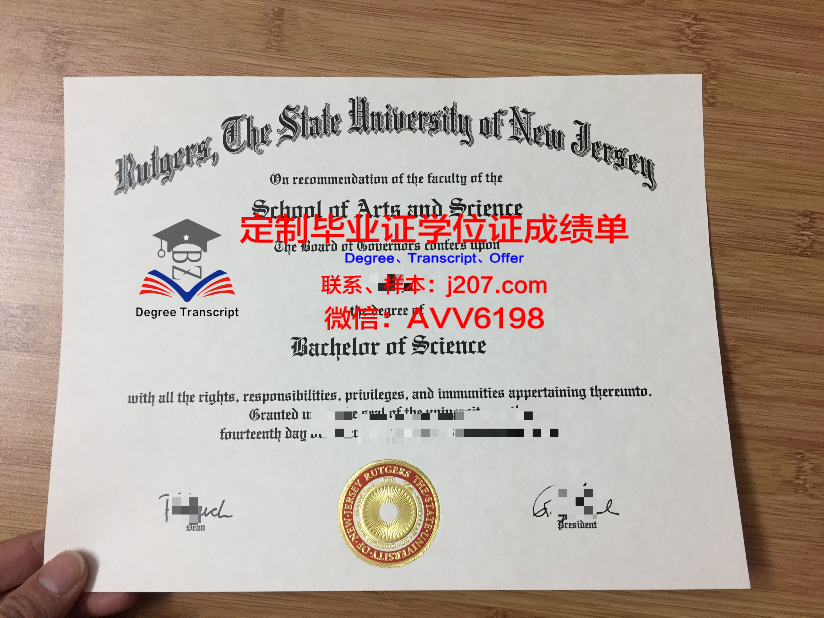 Rutgers, The State University of New Jersey
On recommendation of the faculty of the
School of Arts and Science
定制毕业证学位证成绩单
The Board of Governors confers upon
Degree、Transcript、Offer
BZ
联系、样本：j207.com
the degree of
Degree Transcript
微信：AVV6198
Bachelor of Science
with all the rights, responsibilities, privileges, and immunities appertaining thereunto.
Granted
seal of the
fourteenth day
RUTGERS THE STATE UNIVERSITY OF NEW JERSEY
Dean
President